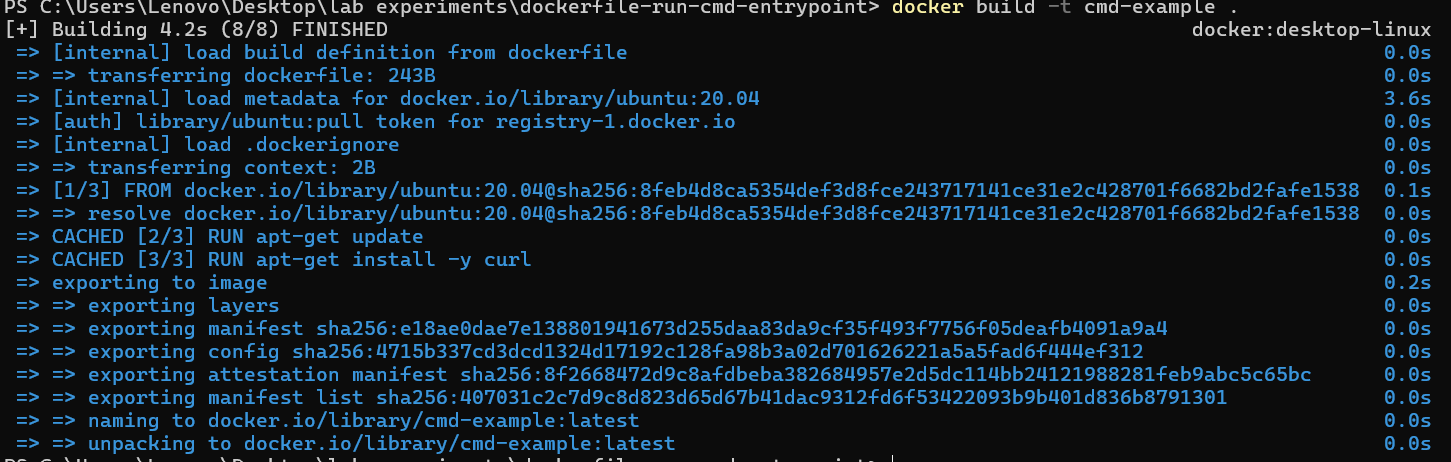 PS C:\Users\Lenovo\Desktop\lab experiments\dockerfile-run-cmd-entrypoint> docker build -t cmd-example .
[+] Building 4.2s (8/8) FINISHED docker:desktop-linux
=> [internal] load build definition from dockerfile 0.0s
=> => transferring dockerfile: 243B 0.0s
=> [internal] load metadata for docker.io/library/ubuntu:20.04 3.6s
=> [auth] library/ubuntu:pull token for registry-1.docker.io 0.0s
=> [internal] load .dockerignore 0.0s
=> => transferring context: 2B 0.0s
=> [1/3] FROM docker.io/library/ubuntu:20.04@sha256:8feb4d8ca5354def3d8fce243717141ce31e2c428701f6682bd2fafe1538 0.1s
=> => resolve docker.io/library/ubuntu:20.04@sha256:8feb4d8ca5354def3d8fce243717141ce31e2c428701f6682bd2fafe1538 0.0s
=> CACHED [2/3] RUN apt-get update 0.0s
=> CACHED [3/3] RUN apt-get install -y curl 0.0s
=> exporting to image 0.2s
=> => exporting layers 0.0s
=> => exporting manifest sha256:e18ae0dae7e138801941673d255daa83da9cf35f493f7756f05deafb4091a9a4 0.0s
=> => exporting config sha256:4715b337cd3dcd1324d17192c128fa98b3a02d701626221a5a5fad6f444ef312 0.0s
=> => exporting attestation manifest sha256:8f2668472d9c8afdbeba382684957e2d5dc114bb24121988281feb9abc5c65bc 0.0s
=> => exporting manifest list sha256:407031c2c7d9c8d823d65d67b41dac9312fd6f53422093b9b401d836b8791301 0.0s
=> => naming to docker.io/library/cmd-example:latest 0.0s
=> => unpacking to docker.io/library/cmd-example:latest 0.0s